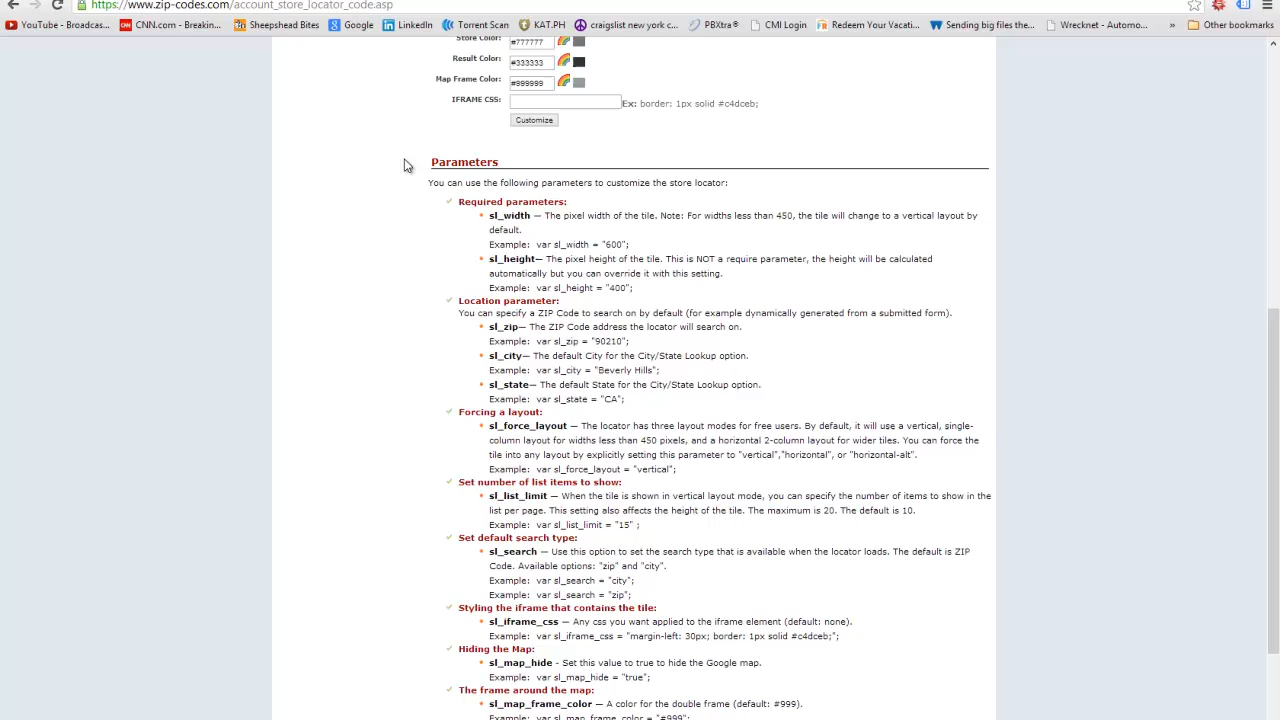 https://www.zip-codes.com/account_store_locator_code.asp
YouTube - Broadcas... CNN.com - Breakin... Sheepshead Bites Google LinkedIn Torrent Scan KAT.PH craigslist new york c... PBXtra® CMI Login Redeem Your Vacati... Sending big files the... Wreck.net - Automo... » Other bookmarks
Store Color: #777777
Result Color: #333333
Map Frame Color: #999999
IFRAME CSS: Ex: border: 1px solid #c4dceb;
Customize
Parameters
You can use the following parameters to customize the store locator:
Required parameters:
sl_width — The pixel width of the tile. Note: For widths less than 450, the tile will change to a vertical layout by
default.
Example: var sl_width = "600";
sl_height— The pixel height of the tile. This is NOT a require parameter, the height will be calculated
automatically but you can override it with this setting.
Example: var sl_height = "400";
Location parameter:
You can specify a ZIP Code to search on by default (for example dynamically generated from a submitted form).
sl_zip— The ZIP Code address the locator will search on.
Example: var sl_zip = "90210";
sl_city— The default City for the City/State Lookup option.
Example: var sl_city = "Beverly Hills";
sl_state— The default State for the City/State Lookup option.
Example: var sl_state = "CA";
Forcing a layout:
sl_force_layout — The locator has three layout modes for free users. By default, it will use a vertical, single-
column layout for widths less than 450 pixels, and a horizontal 2-column layout for wider tiles. You can force the
tile into any layout by explicitly setting this parameter to "vertical","horizontal", or "horizontal-alt".
Example: var sl_force_layout = "vertical";
Set number of list items to show:
sl_list_limit — When the tile is shown in vertical layout mode, you can specify the number of items to show in the
list per page. This setting also affects the height of the tile. The maximum is 20. The default is 10.
Example: var sl_list_limit = "15" ;
Set default search type:
sl_search — Use this option to set the search type that is available when the locator loads. The default is ZIP
Code. Available options: "zip" and "city".
Example: var sl_search = "city";
Example: var sl_search = "zip";
Styling the iframe that contains the tile:
sl_iframe_css — Any css you want applied to the iframe element (default: none).
Example: var sl_iframe_css = "margin-left: 30px; border: 1px solid #c4dceb;";
Hiding the Map:
sl_map_hide - Set this value to true to hide the Google map.
Example: var sl_map_hide = "true";
The frame around the map:
sl_map_frame_color — A color for the double frame (default: #999).
Example: var sl_map_frame_color = "#999";